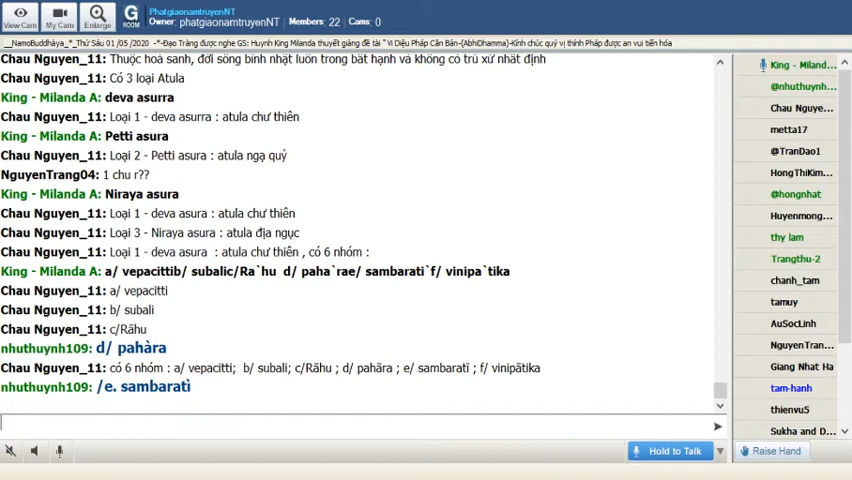 PhatgiaonamtruyenNT
Owner: phatgiaonamtruyenNT Members: 22 Cams: 0
View Cam
My Cam
Enlarge
G
ROOM
__NamoBuddhàya_*_Thứ Sáu 01 /05 /2020 -*-Đạo Tràng được nghe GS: Huỳnh King Milanda thuyết giảng đề tài " Vi Diệu Pháp Căn Bản-(AbhiDhamma)-Kính chúc quý vị thính Pháp được an vui tiến hóa
Chau Nguyen_11: Thuộc hoá sanh, đời sống bình nhật luôn trong bất hạnh và không có trú xứ nhất định
Chau Nguyen_11: Có 3 loại Atula
King - Milanda A: deva asurra
Chau Nguyen_11: Loại 1 - deva asurra : atula chư thiên
King - Milanda A: Petti asura
Chau Nguyen_11: Loại 2 - Petti asura : atula ngạ quỷ
NguyenTrang04: 1 chu r??
King - Milanda A: Niraya asura
Chau Nguyen_11: Loại 1 - deva asura : atula chư thiên
Chau Nguyen_11: Loại 3 - Niraya asura : atula địa ngục
Chau Nguyen_11: Loại 1 - deva asura : atula chư thiên , có 6 nhóm :
King - Milanda A: a/ vepacittib/ subalic/Ra`hu d/ paha`rae/ sambarati`f/ vinipa`tika
Chau Nguyen_11: a/ vepacitti
Chau Nguyen_11: b/ subali
Chau Nguyen_11: c/Rāhu
nhuthuynh109: d/ pahàra
Chau Nguyen_11: có 6 nhóm : a/ vepacitti; b/ subali; c/Rāhu ; d/ pahāra ; e/ sambaratī ; f/ vinipātika
nhuthuynh109: /e. sambaratì
King - Miland...
@nhuthuynh...
Chau Nguye...
metta17
@TranDao1
HongThiKim...
@hongnhat
Huyenmong...
thy lam
Trangthu-2
chanh_tam
tamuy
AuSocLinh
NguyenTran...
Giang Nhat Ha
tam-hanh
thienvu5
Sukha and D...
Hold to Talk
Raise Hand